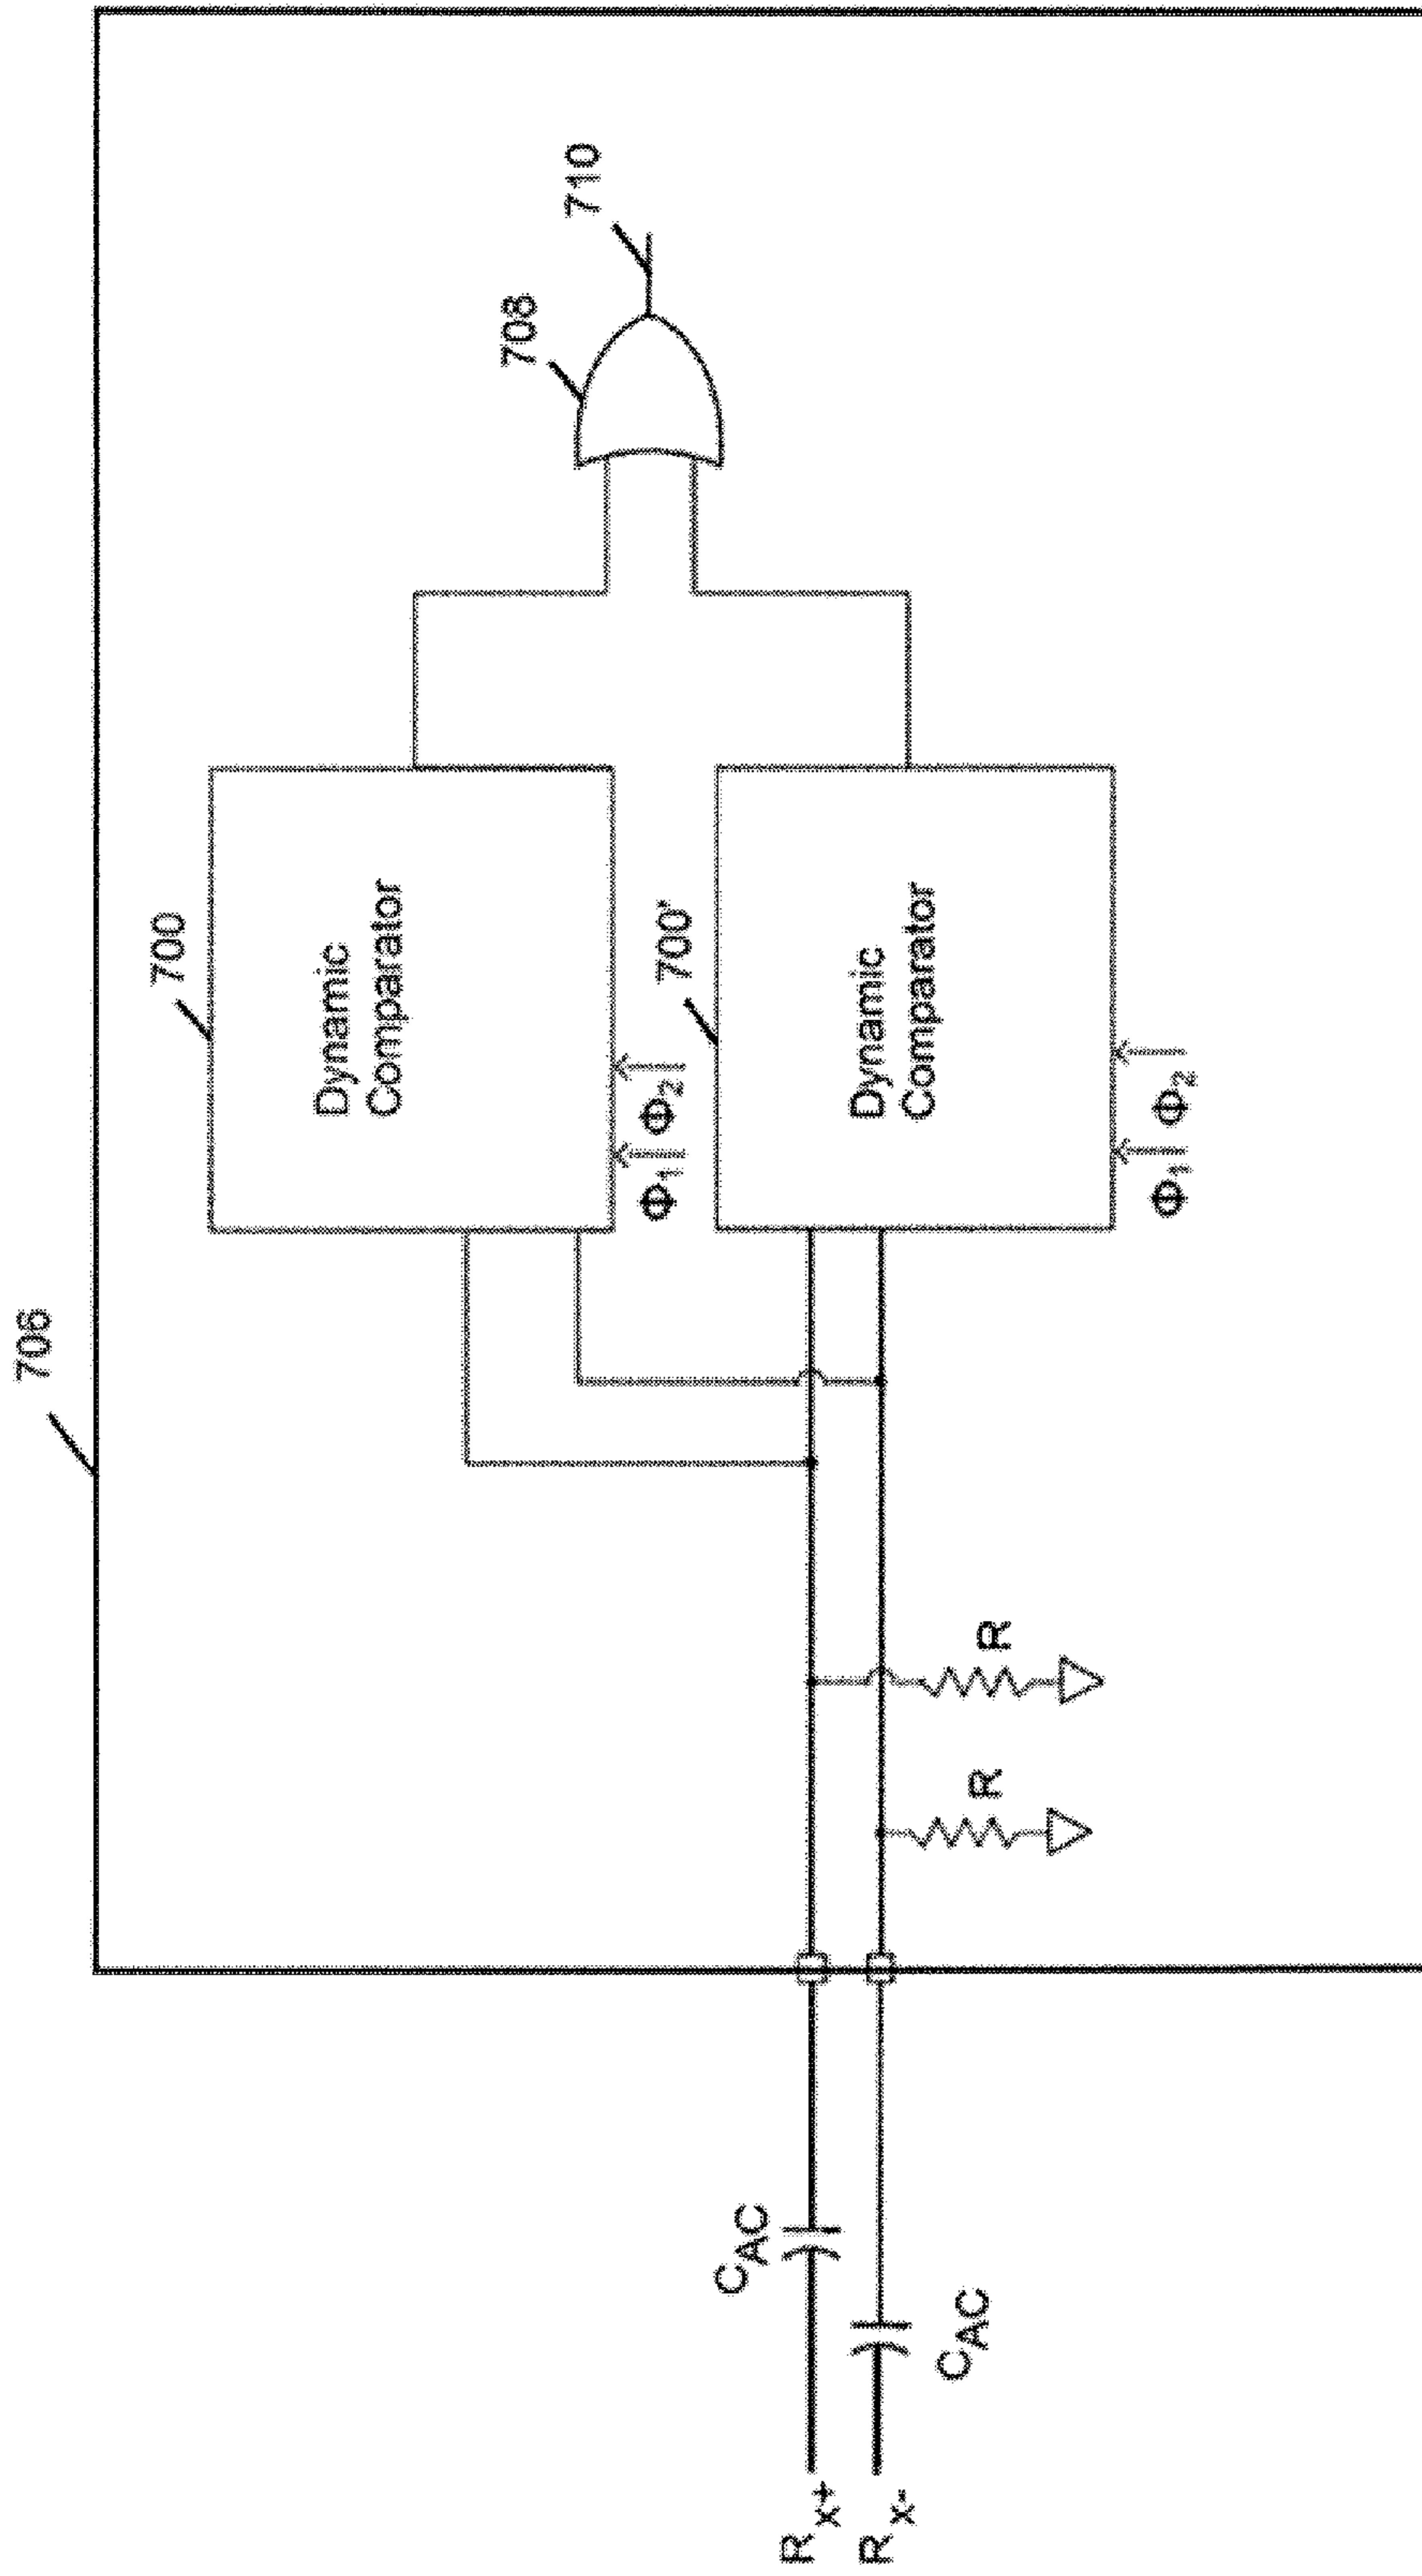 706
700
Dynamic
Comparator
Φ1 Φ2
708
710
700'
Dynamic
Comparator
Φ1 Φ2
R
R
CAC
CAC
Rx+
Rx-